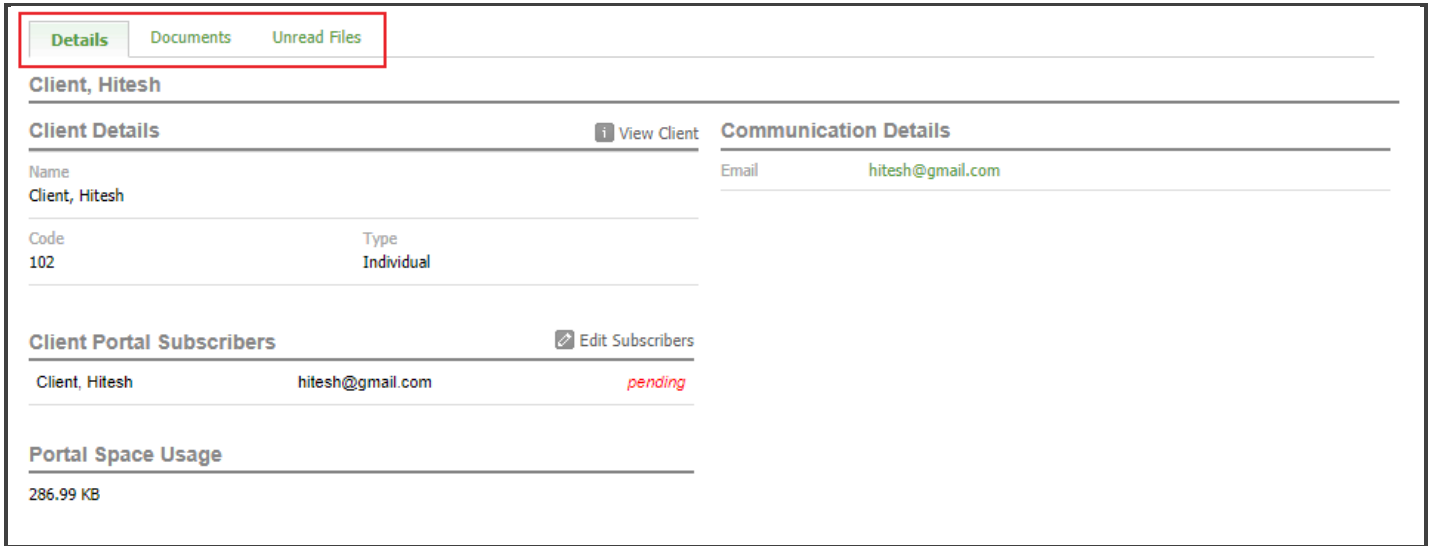 Details Documents Unread Files
Client, Hitesh
Client Details View Client
Name
Client, Hitesh
Code Type
102 Individual
Client Portal Subscribers Edit Subscribers
Client, Hitesh hitesh@gmail.com pending
Portal Space Usage
286.99 KB
Communication Details
Email hitesh@gmail.com